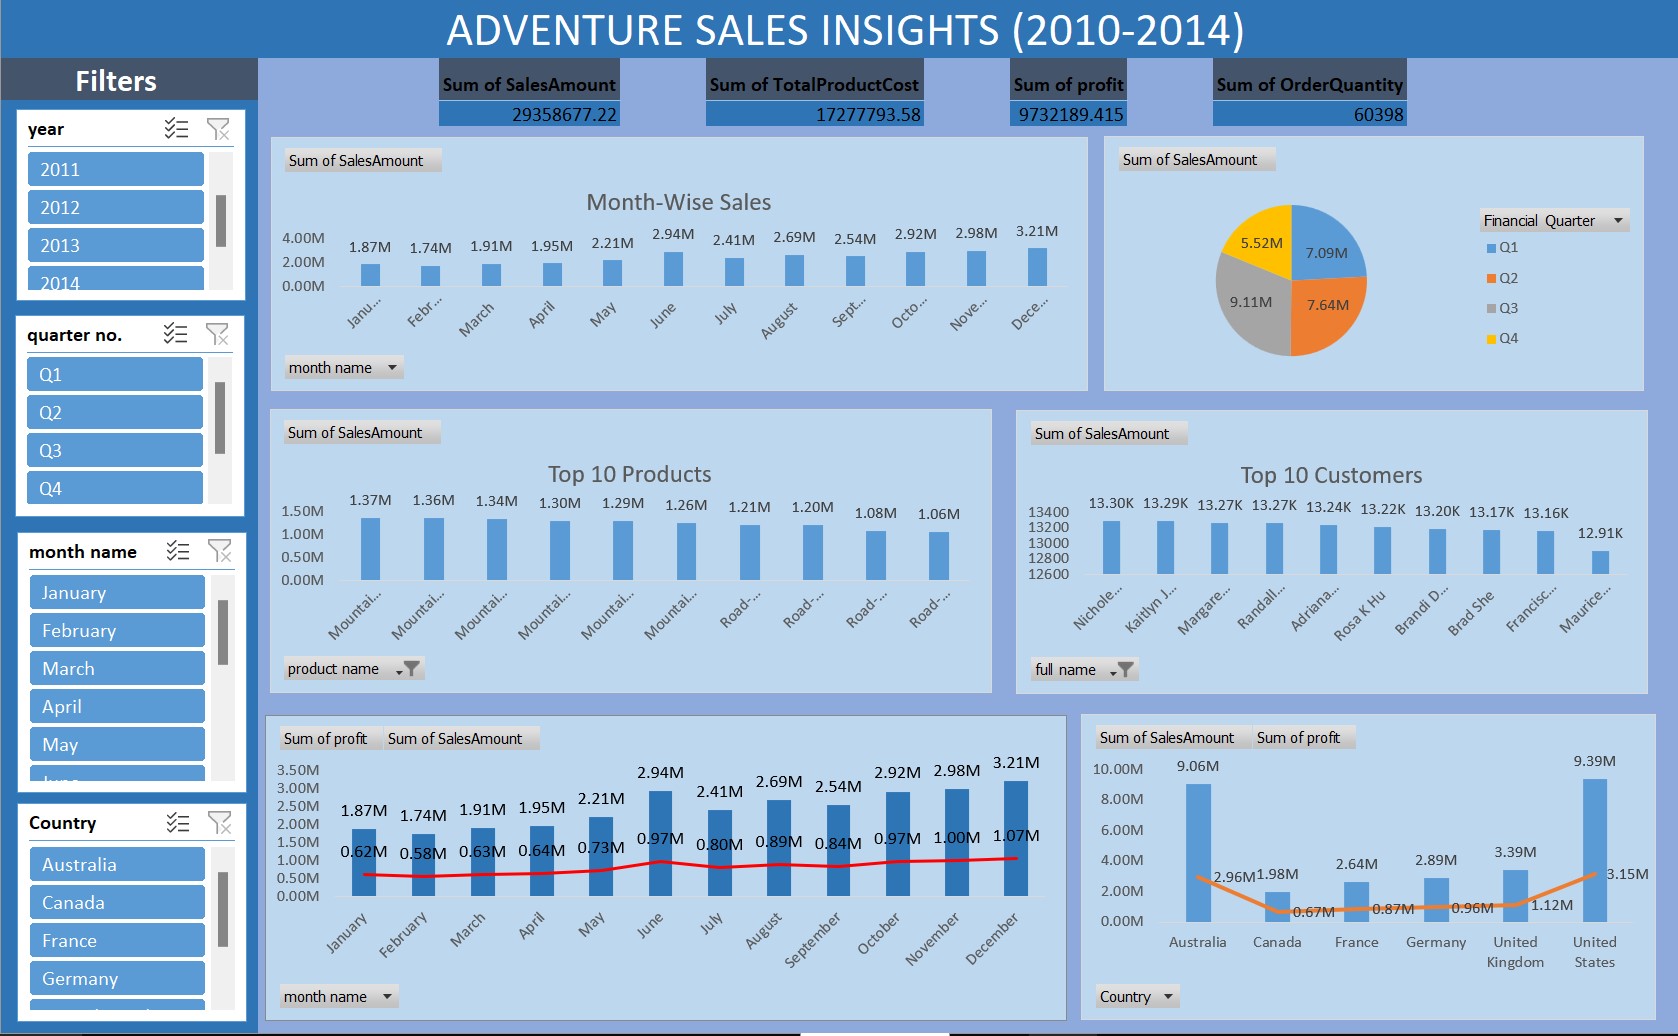 ADVENTURE SALES INSIGHTS (2010-2014)
Filters
Sum of SalesAmount
29358677.22
Sum of TotalProductCost
17277793.58
Sum of profit
9732189.415
Sum of OrderQuantity
60398
year
2011
2012
2013
2014
quarter no.
Q1
Q2
Q3
Q4
month name
January
February
March
April
May
June
Country
Australia
Canada
France
Germany
Sum of SalesAmount
Month-Wise Sales
4.00M
2.00M
0.00M
1.87M 1.74M 1.91M 1.95M 2.21M 2.94M 2.41M 2.69M 2.54M 2.92M 2.98M 3.21M
Janu... Febr... March April May June July August Sept... Octo... Nove... Dece...
month name
Sum of SalesAmount
5.52M
7.09M
9.11M
7.64M
Financial Quarter
Q1
Q2
Q3
Q4
Sum of SalesAmount
Top 10 Products
1.50M
1.00M
0.50M
0.00M
1.37M 1.36M 1.34M 1.30M 1.29M 1.26M 1.21M 1.20M 1.08M 1.06M
Mountai... Mountai... Mountai... Mountai... Mountai... Mountai... Road-... Road-... Road-... Road-...
product name
Sum of SalesAmount
Top 10 Customers
13400
13200
13000
12800
12600
13.30K 13.29K 13.27K 13.27K 13.24K 13.22K 13.20K 13.17K 13.16K 12.91K
Nichole... Kaitlyn J... Margare... Randall... Adriana... Rosa K Hu Brandi D... Brad She Francisc... Maurice...
full name
Sum of profit Sum of SalesAmount
3.50M
3.00M
2.50M
2.00M
1.50M
1.00M
0.50M
0.00M
1.87M 1.74M 1.91M 1.95M 2.21M 2.94M 2.41M 2.69M 2.54M 2.92M 2.98M 3.21M
0.62M 0.58M 0.63M 0.64M 0.73M 0.97M 0.80M 0.89M 0.84M 0.97M 1.00M 1.07M
January February March April May June July August September October November December
month name
Sum of SalesAmount Sum of profit
10.00M
8.00M
6.00M
4.00M
2.00M
0.00M
9.06M 1.98M 2.64M 2.89M 3.39M 9.39M
2.96M 0.67M 0.87M 0.96M 1.12M 3.15M
Australia Canada France Germany United Kingdom United States
Country